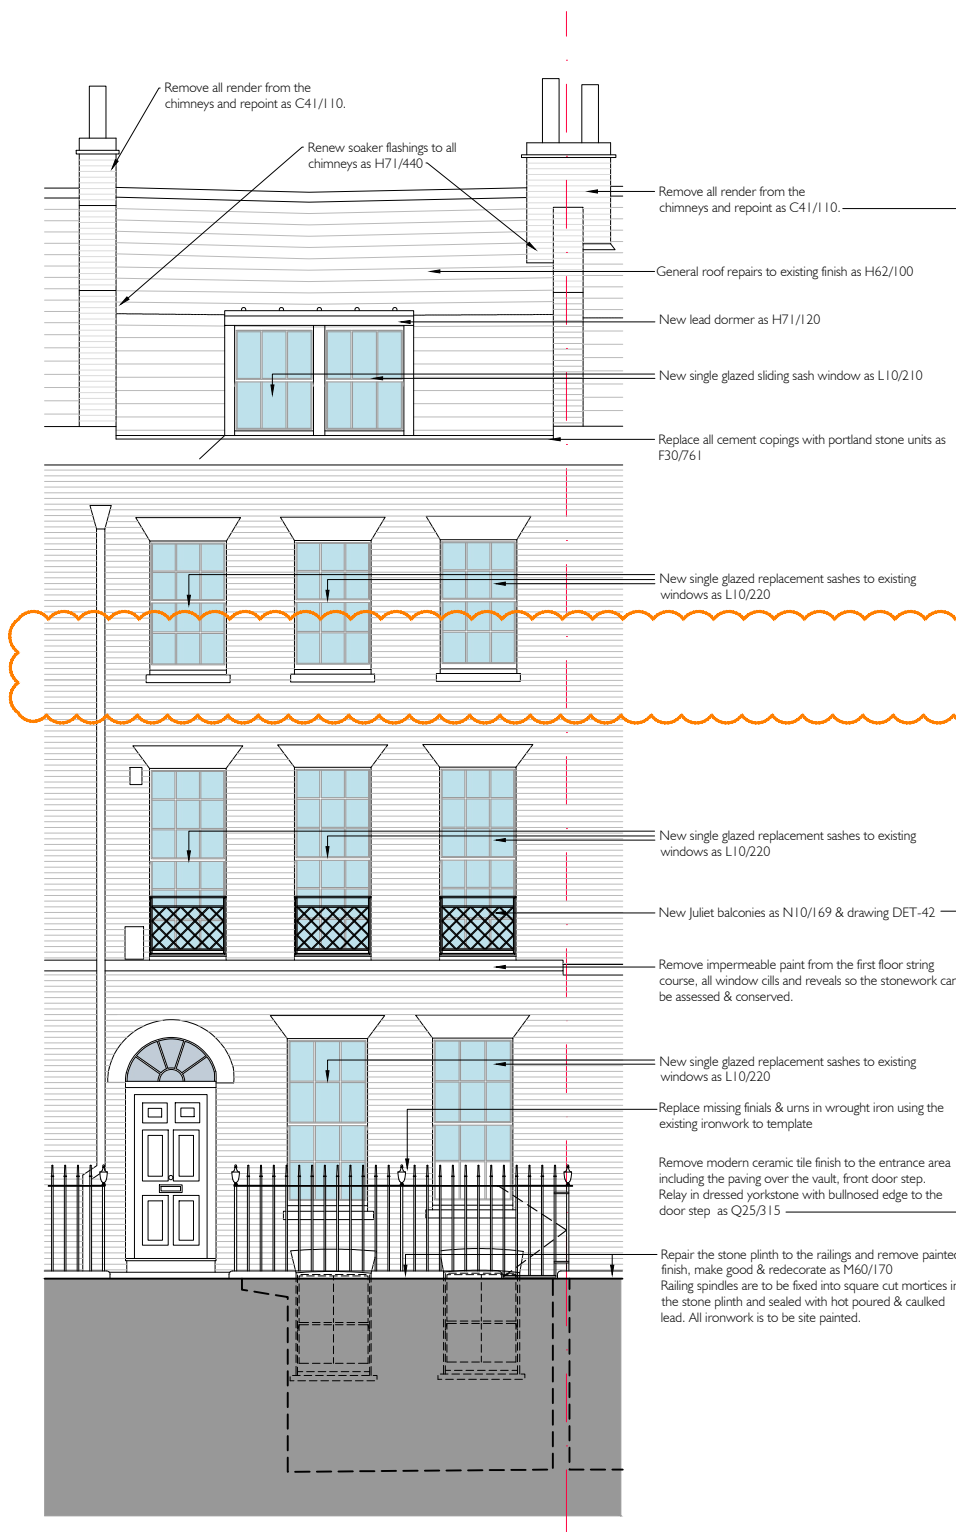 Remove all render from the
chimneys and repoint as C41/110.
Renew soaker flashings to all
chimneys as H71/440
Remove all render from the
chimneys and repoint as C41/110.
General roof repairs to existing finish as H62/100
New lead dormer as H71/120
New single glazed sliding sash window as L10/210
Replace all cement copings with portland stone units as
F30/761
New single glazed replacement sashes to existing
windows as L10/220
New single glazed replacement sashes to existing
windows as L10/220
New Juliet balconies as N10/169 & drawing DET-42
Remove impermeable paint from the first floor string
course, all window cills and reveals so the stonework can
be assessed & conserved.
New single glazed replacement sashes to existing
windows as L10/220
Replace missing finials & urns in wrought iron using the
existing ironwork to template
Remove modern ceramic tile finish to the entrance area
including the paving over the vault, front door step.
Relay in dressed yorkstone with bullnosed edge to the
door step as Q25/315
Repair the stone plinth to the railings and remove painted
finish, make good & redecorate as M60/170
Railing spindles are to be fixed into square cut mortices in
the stone plinth and sealed with hot poured & caulked
lead. All ironwork is to be site painted.